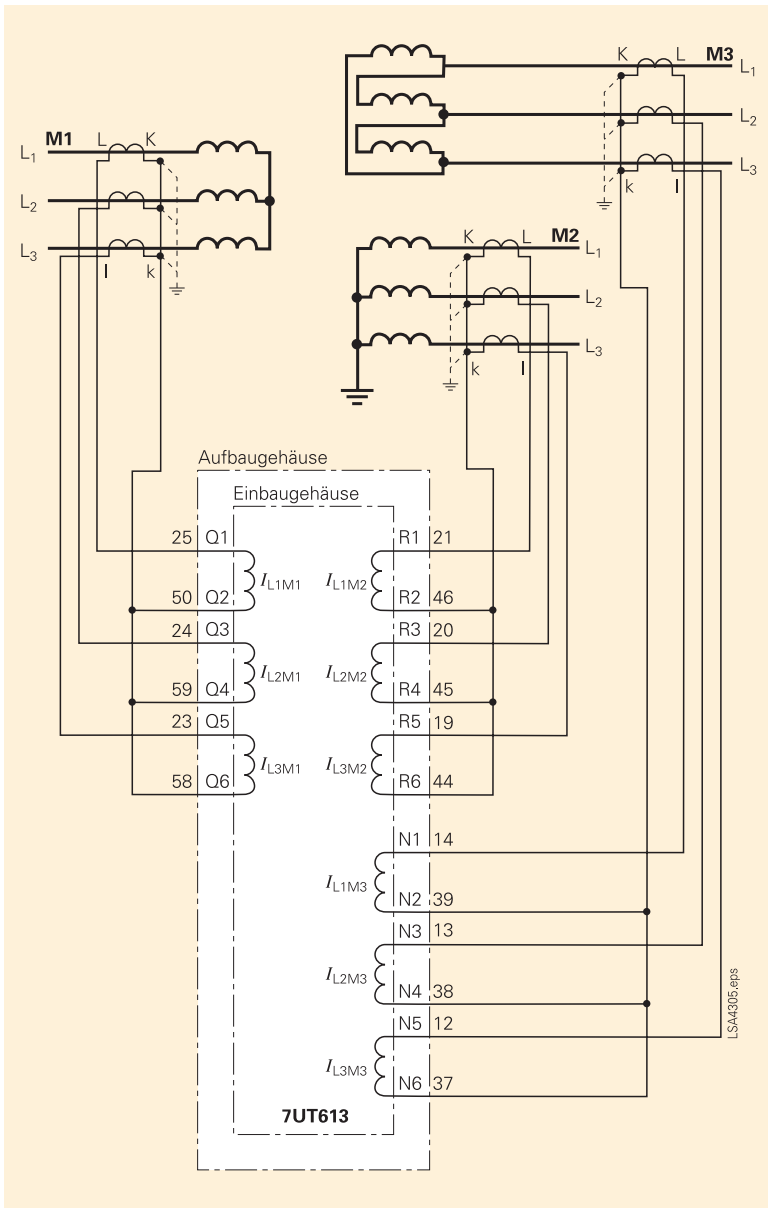 K L M3 L1
L2
L3
k l
M1 L K
L1
L2
L3
l k
K L M2
L1
L2
L3
k l
Aufbaugehäuse
Einbaugehäuse
25 Q1 R1 21
IL1M1 IL1M2
50 Q2 R2 46
24 Q3 R3 20
IL2M1 IL2M2
59 Q4 R4 45
23 Q5 R5 19
IL3M1 IL3M2
58 Q6 R6 44
N1 14
IL1M3
N2 39
N3 13
IL2M3
N4 38
N5 12
IL3M3
N6 37
7UT613
LSA4305.eps